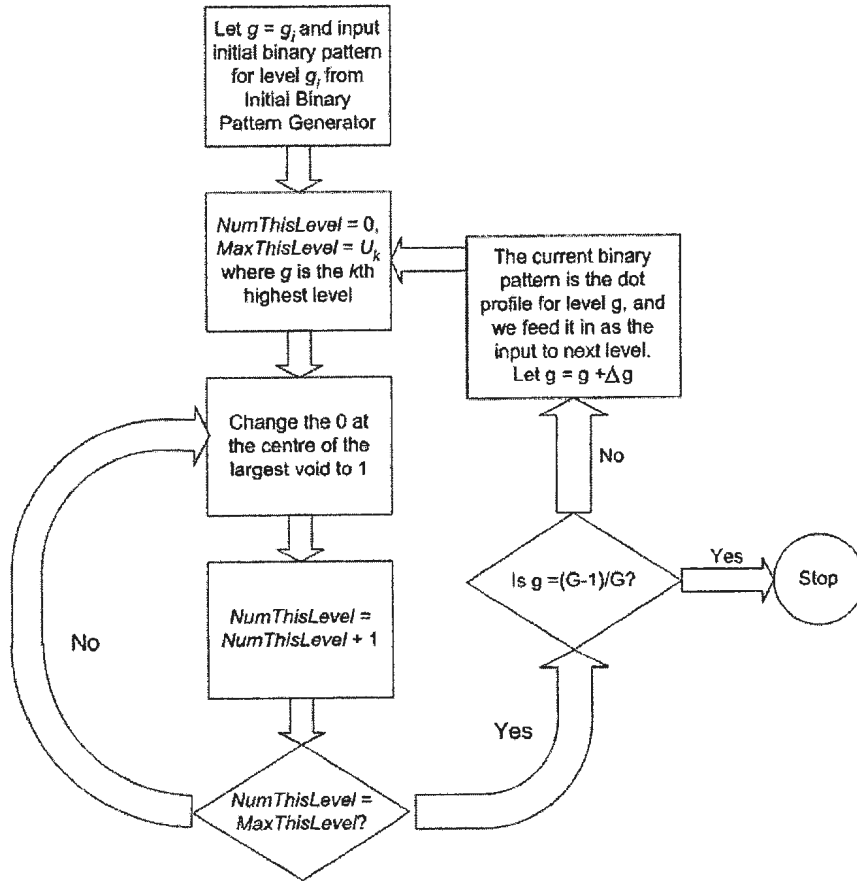 Let g = gi and input
initial binary pattern
for level gi from
Initial Binary
Pattern Generator
NumThisLevel = 0,
MaxThisLevel = Uk
where g is the kth
highest level
The current binary
pattern is the dot
profile for level g, and
we feed it in as the
input to next level.
Let g = g +Δg
Change the 0 at
the centre of the
largest void to 1
No
Is g =(G-1)/G?
Yes
Stop
NumThisLevel =
NumThisLevel + 1
No
Yes
NumThisLevel =
MaxThisLevel?